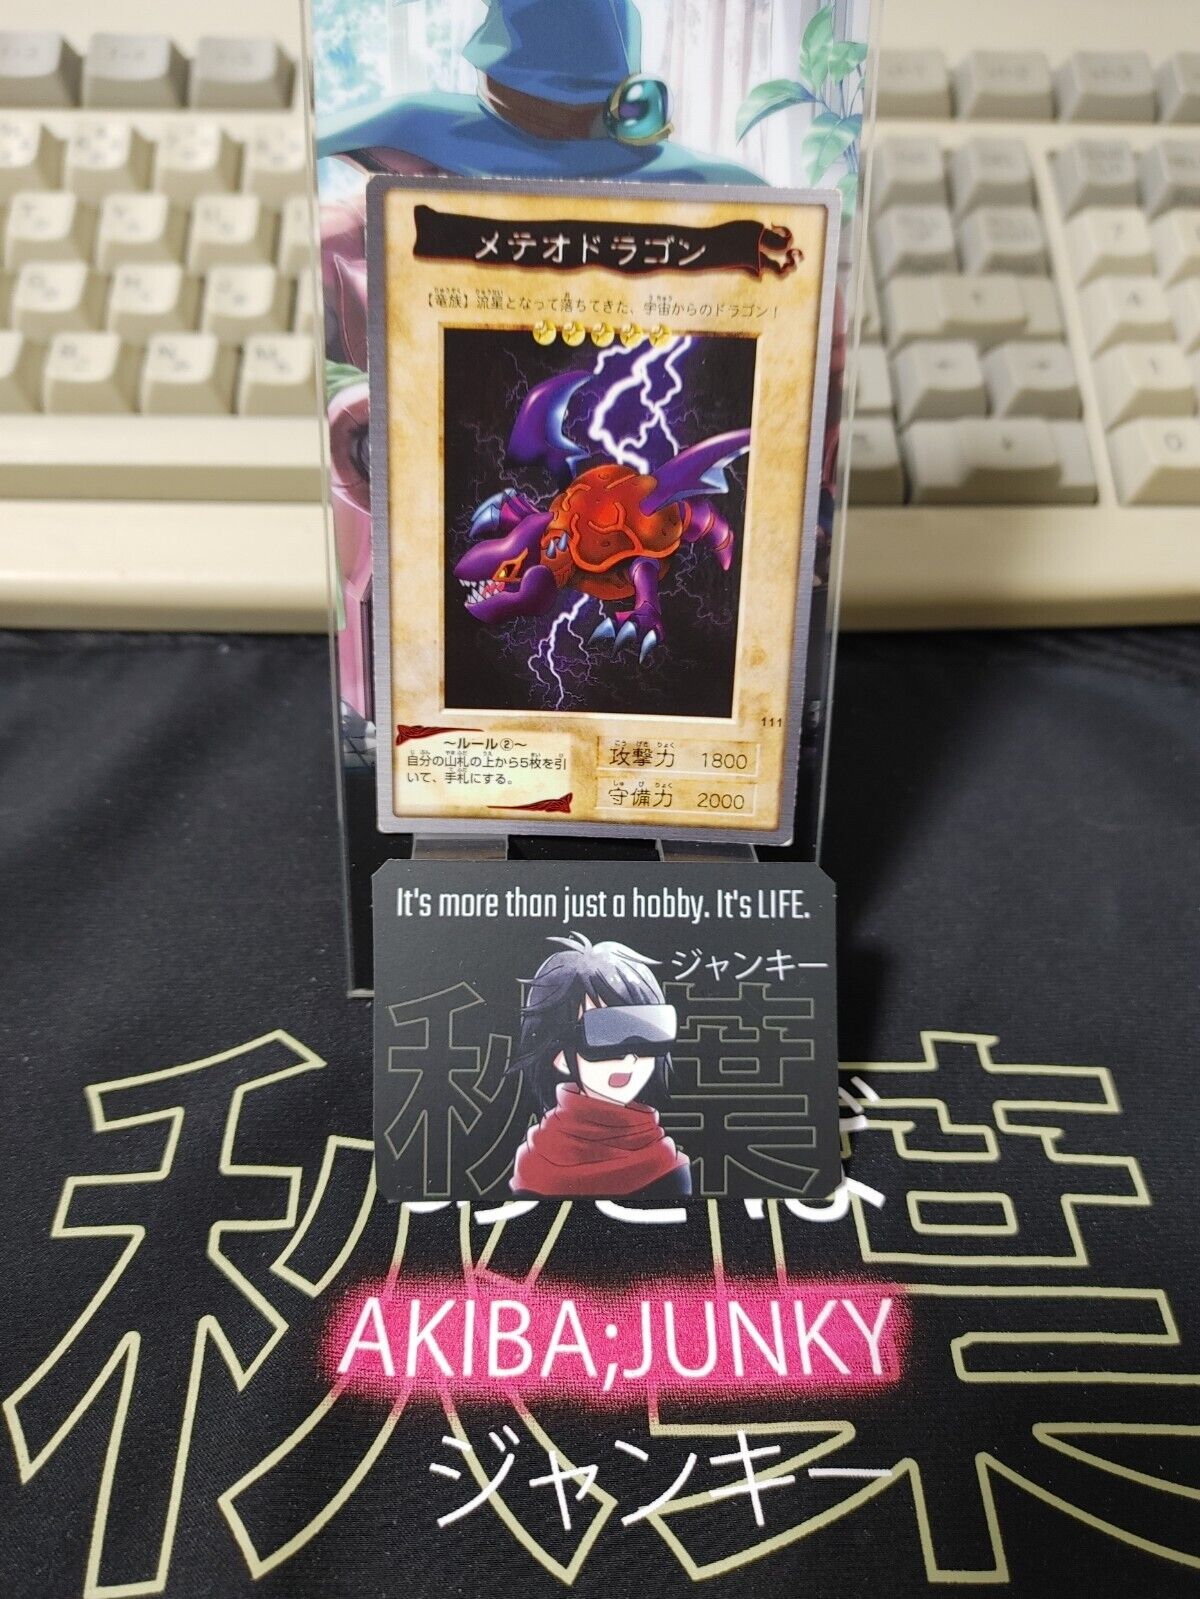 メテオドラゴン
【竜族】流星となって落ちてきた、宇宙からのドラゴン！
111
〜ルール②〜
自分の山札の上から5枚を引
いて、手札にする。
攻撃力 1800
守備力 2000
It's more than just a hobby. It's LIFE.
ジャンキー
秋葉
秋葉
AKIBA;JUNKY
ジャンキー